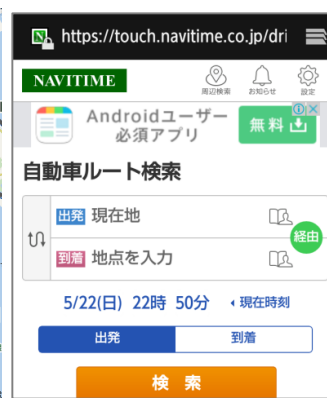 https://touch.navitime.co.jp/dri
NAVITIME
周辺検索
お知らせ
設定
Androidユーザー
必須アプリ
無料
自動車ルート検索
出発 現在地
経由
到着 地点を入力
5/22(日) 22時 50分 現在時刻
出発 到着
検索